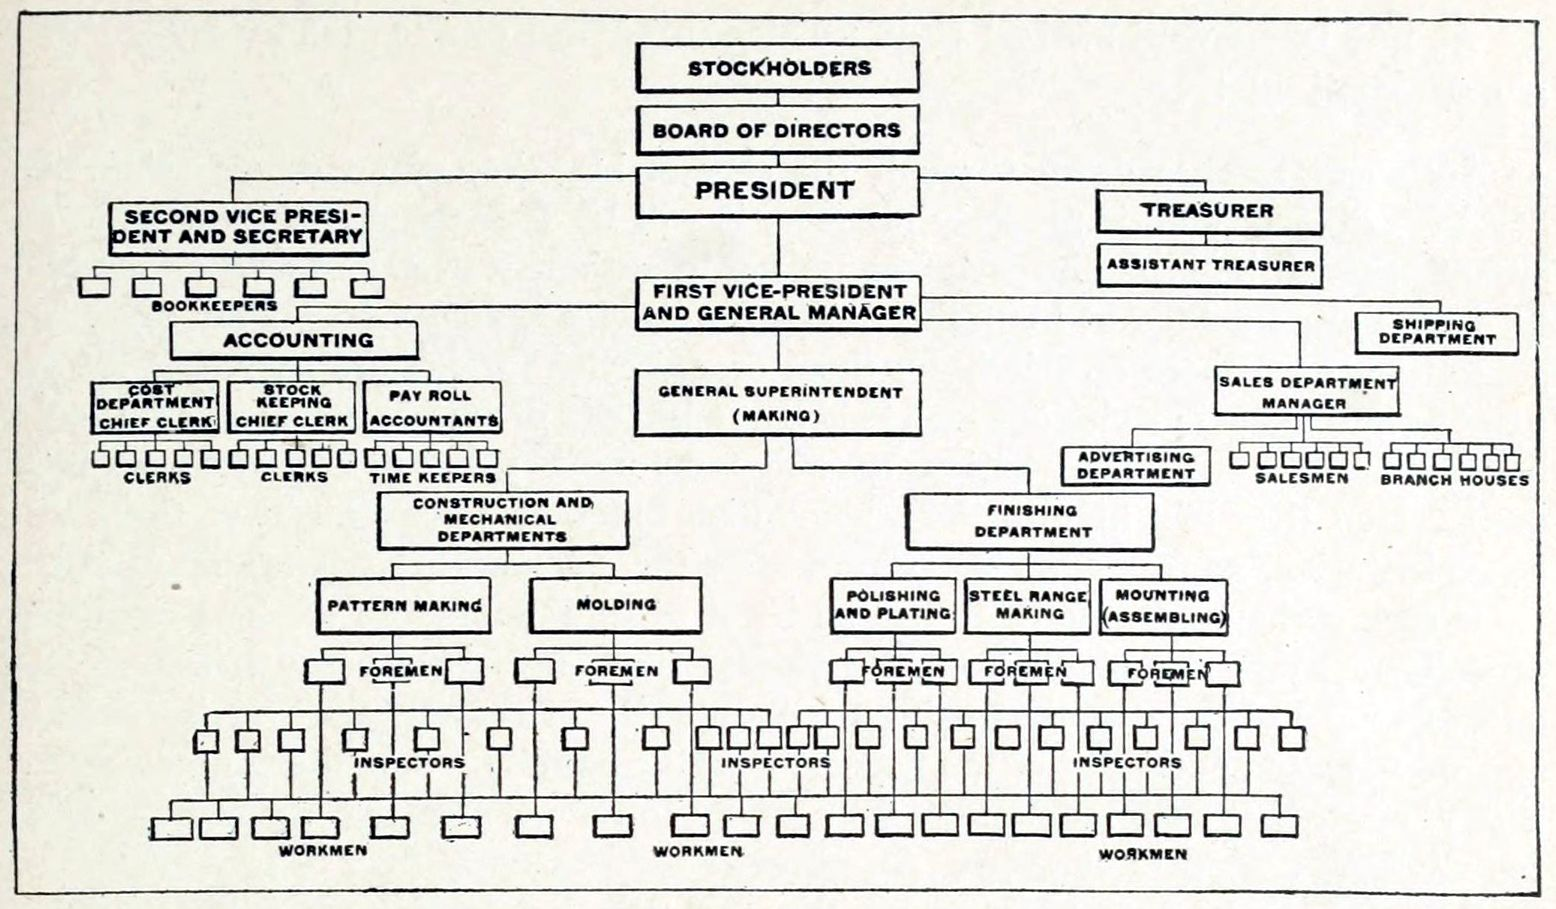 STOCKHOLDERS
BOARD OF DIRECTORS
PRESIDENT
SECOND VICE PRESI-
DENT AND SECRETARY
TREASURER
ASSISTANT TREASURER
BOOKKEEPERS
FIRST VICE-PRESIDENT
AND GENERAL MANAGER
ACCOUNTING
SHIPPING
DEPARTMENT
COST
DEPARTMENT
CHIEF CLERK
STOCK
KEEPING
CHIEF CLERK
PAY ROLL
ACCOUNTANTS
GENERAL SUPERINTENDENT
(MAKING)
SALES DEPARTMENT
MANAGER
CLERKS
CLERKS
TIME KEEPERS
ADVERTISING
DEPARTMENT
SALESMEN
BRANCH HOUSES
CONSTRUCTION AND
MECHANICAL
DEPARTMENTS
FINISHING
DEPARTMENT
PATTERN MAKING
MOLDING
POLISHING
AND PLATING
STEEL RANGE
MAKING
MOUNTING
(ASSEMBLING)
FOREMEN
FOREMEN
FOREMEN
FOREMEN
FOREMEN
INSPECTORS
INSPECTORS
INSPECTORS
WORKMEN
WORKMEN
WORKMEN